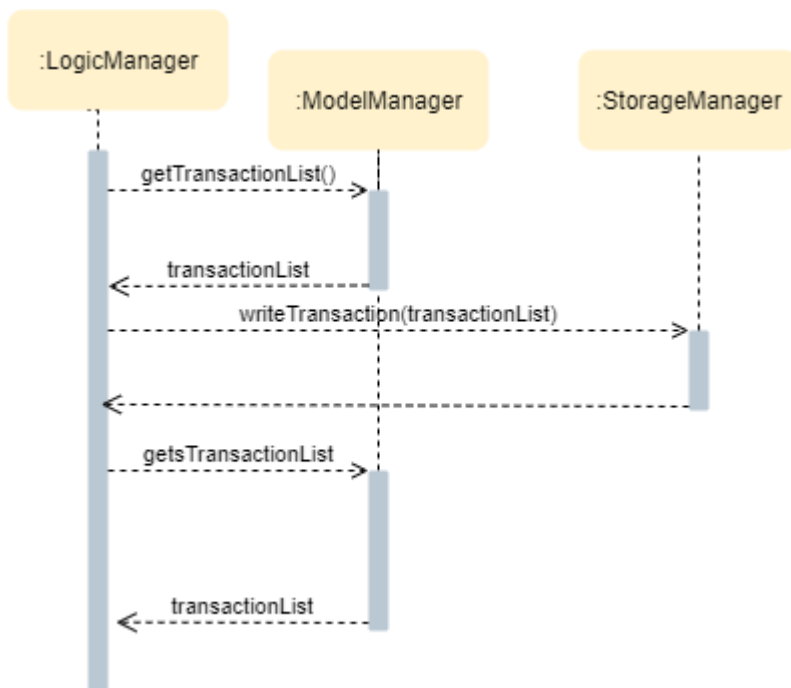 :LogicManager
:ModelManager
:StorageManager
getTransactionList()
transactionList
writeTransaction(transactionList)
getsTransactionList
transactionList